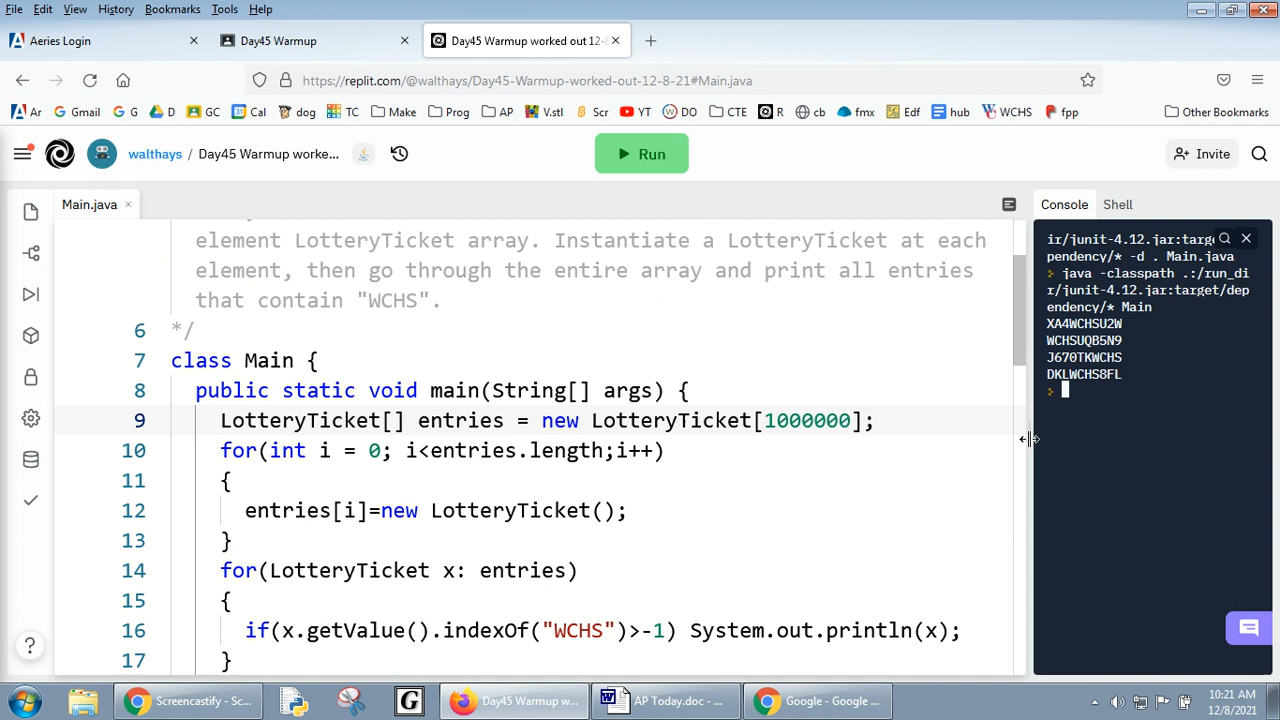 File Edit View History Bookmarks Tools Help
Aeries Login
Day45 Warmup
Day45 Warmup worked out 12-8
https://replit.com/@walthays/Day45-Warmup-worked-out-12-8-21#Main.java
Ar Gmail G D GC Cal dog TC Make Prog AP V.stl Scr YT DO CTE R cb fmx Edf hub WCHS fpp Other Bookmarks
walthays / Day45 Warmup worke...
Run
Invite
Main.java
Console Shell
element LotteryTicket array. Instantiate a LotteryTicket at each
element, then go through the entire array and print all entries
that contain "WCHS".
6 */
7 class Main {
8 public static void main(String[] args) {
9 LotteryTicket[] entries = new LotteryTicket[1000000];
10 for(int i = 0; i<entries.length;i++)
11 {
12 entries[i]=new LotteryTicket();
13 }
14 for(LotteryTicket x: entries)
15 {
16 if(x.getValue().indexOf("WCHS")>-1) System.out.println(x);
17 }
ir/junit-4.12.jar:targe
pendency/* -d . Main.java
java -classpath .:/run_di
r/junit-4.12.jar:target/dep
endency/* Main
XA4WCHSU2W
WCHSUQB5N9
J670TKWCHS
DKLWCHS8FL
?
Screencastify - Sc...
G
Day45 Warmup w...
AP Today.doc - ...
Google - Google ...
10:21 AM
12/8/2021